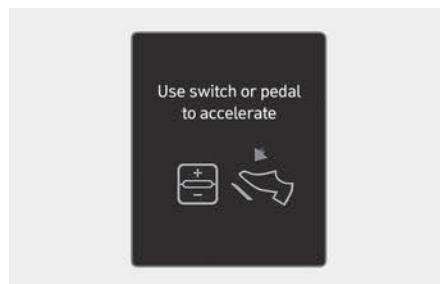 Use switch or pedal
to accelerate
+
−